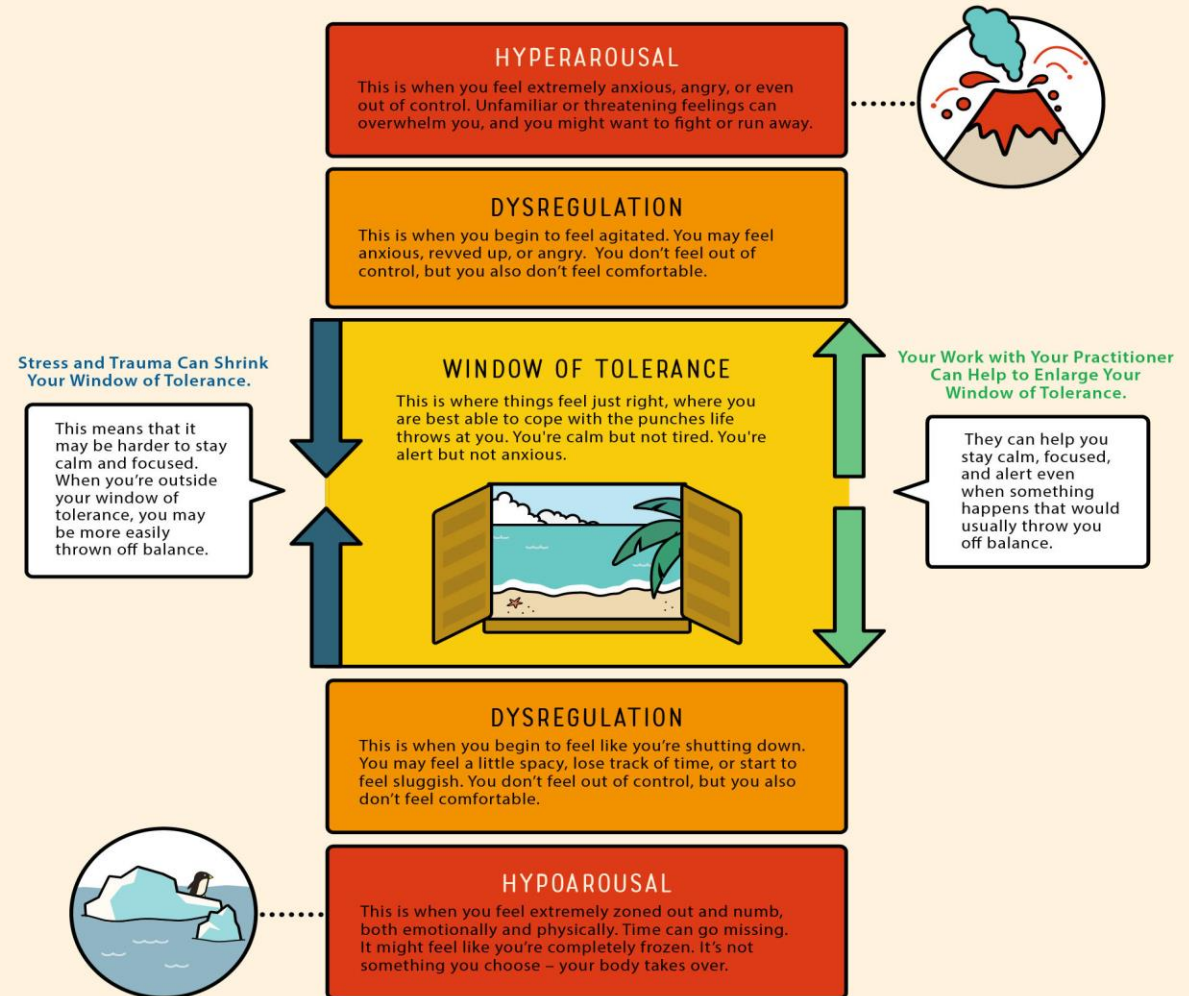 HYPERAROUSAL
This is when you feel extremely anxious, angry, or even
out of control. Unfamiliar or threatening feelings can
overwhelm you, and you might want to fight or run away.
DYSREGULATION
This is when you begin to feel agitated. You may feel
anxious, revved up, or angry.  You don't feel out of
control, but you also don't feel comfortable.
Stress and Trauma Can Shrink
Your Window of Tolerance.
This means that it
may be harder to stay
calm and focused.
When you're outside
your window of
tolerance, you may
be more easily
thrown off balance.
WINDOW OF TOLERANCE
This is where things feel just right, where you
are best able to cope with the punches life
throws at you. You're calm but not tired. You're
alert but not anxious.
Your Work with Your Practitioner
Can Help to Enlarge Your
Window of Tolerance.
They can help you
stay calm, focused,
and alert even
when something
happens that would
usually throw you
off balance.
DYSREGULATION
This is when you begin to feel like you're shutting down.
You may feel a little spacy, lose track of time, or start to
feel sluggish. You don't feel out of control, but you also
don't feel comfortable.
HYPOAROUSAL
This is when you feel extremely zoned out and numb,
both emotionally and physically. Time can go missing.
It might feel like you're completely frozen. It's not
something you choose – your body takes over.